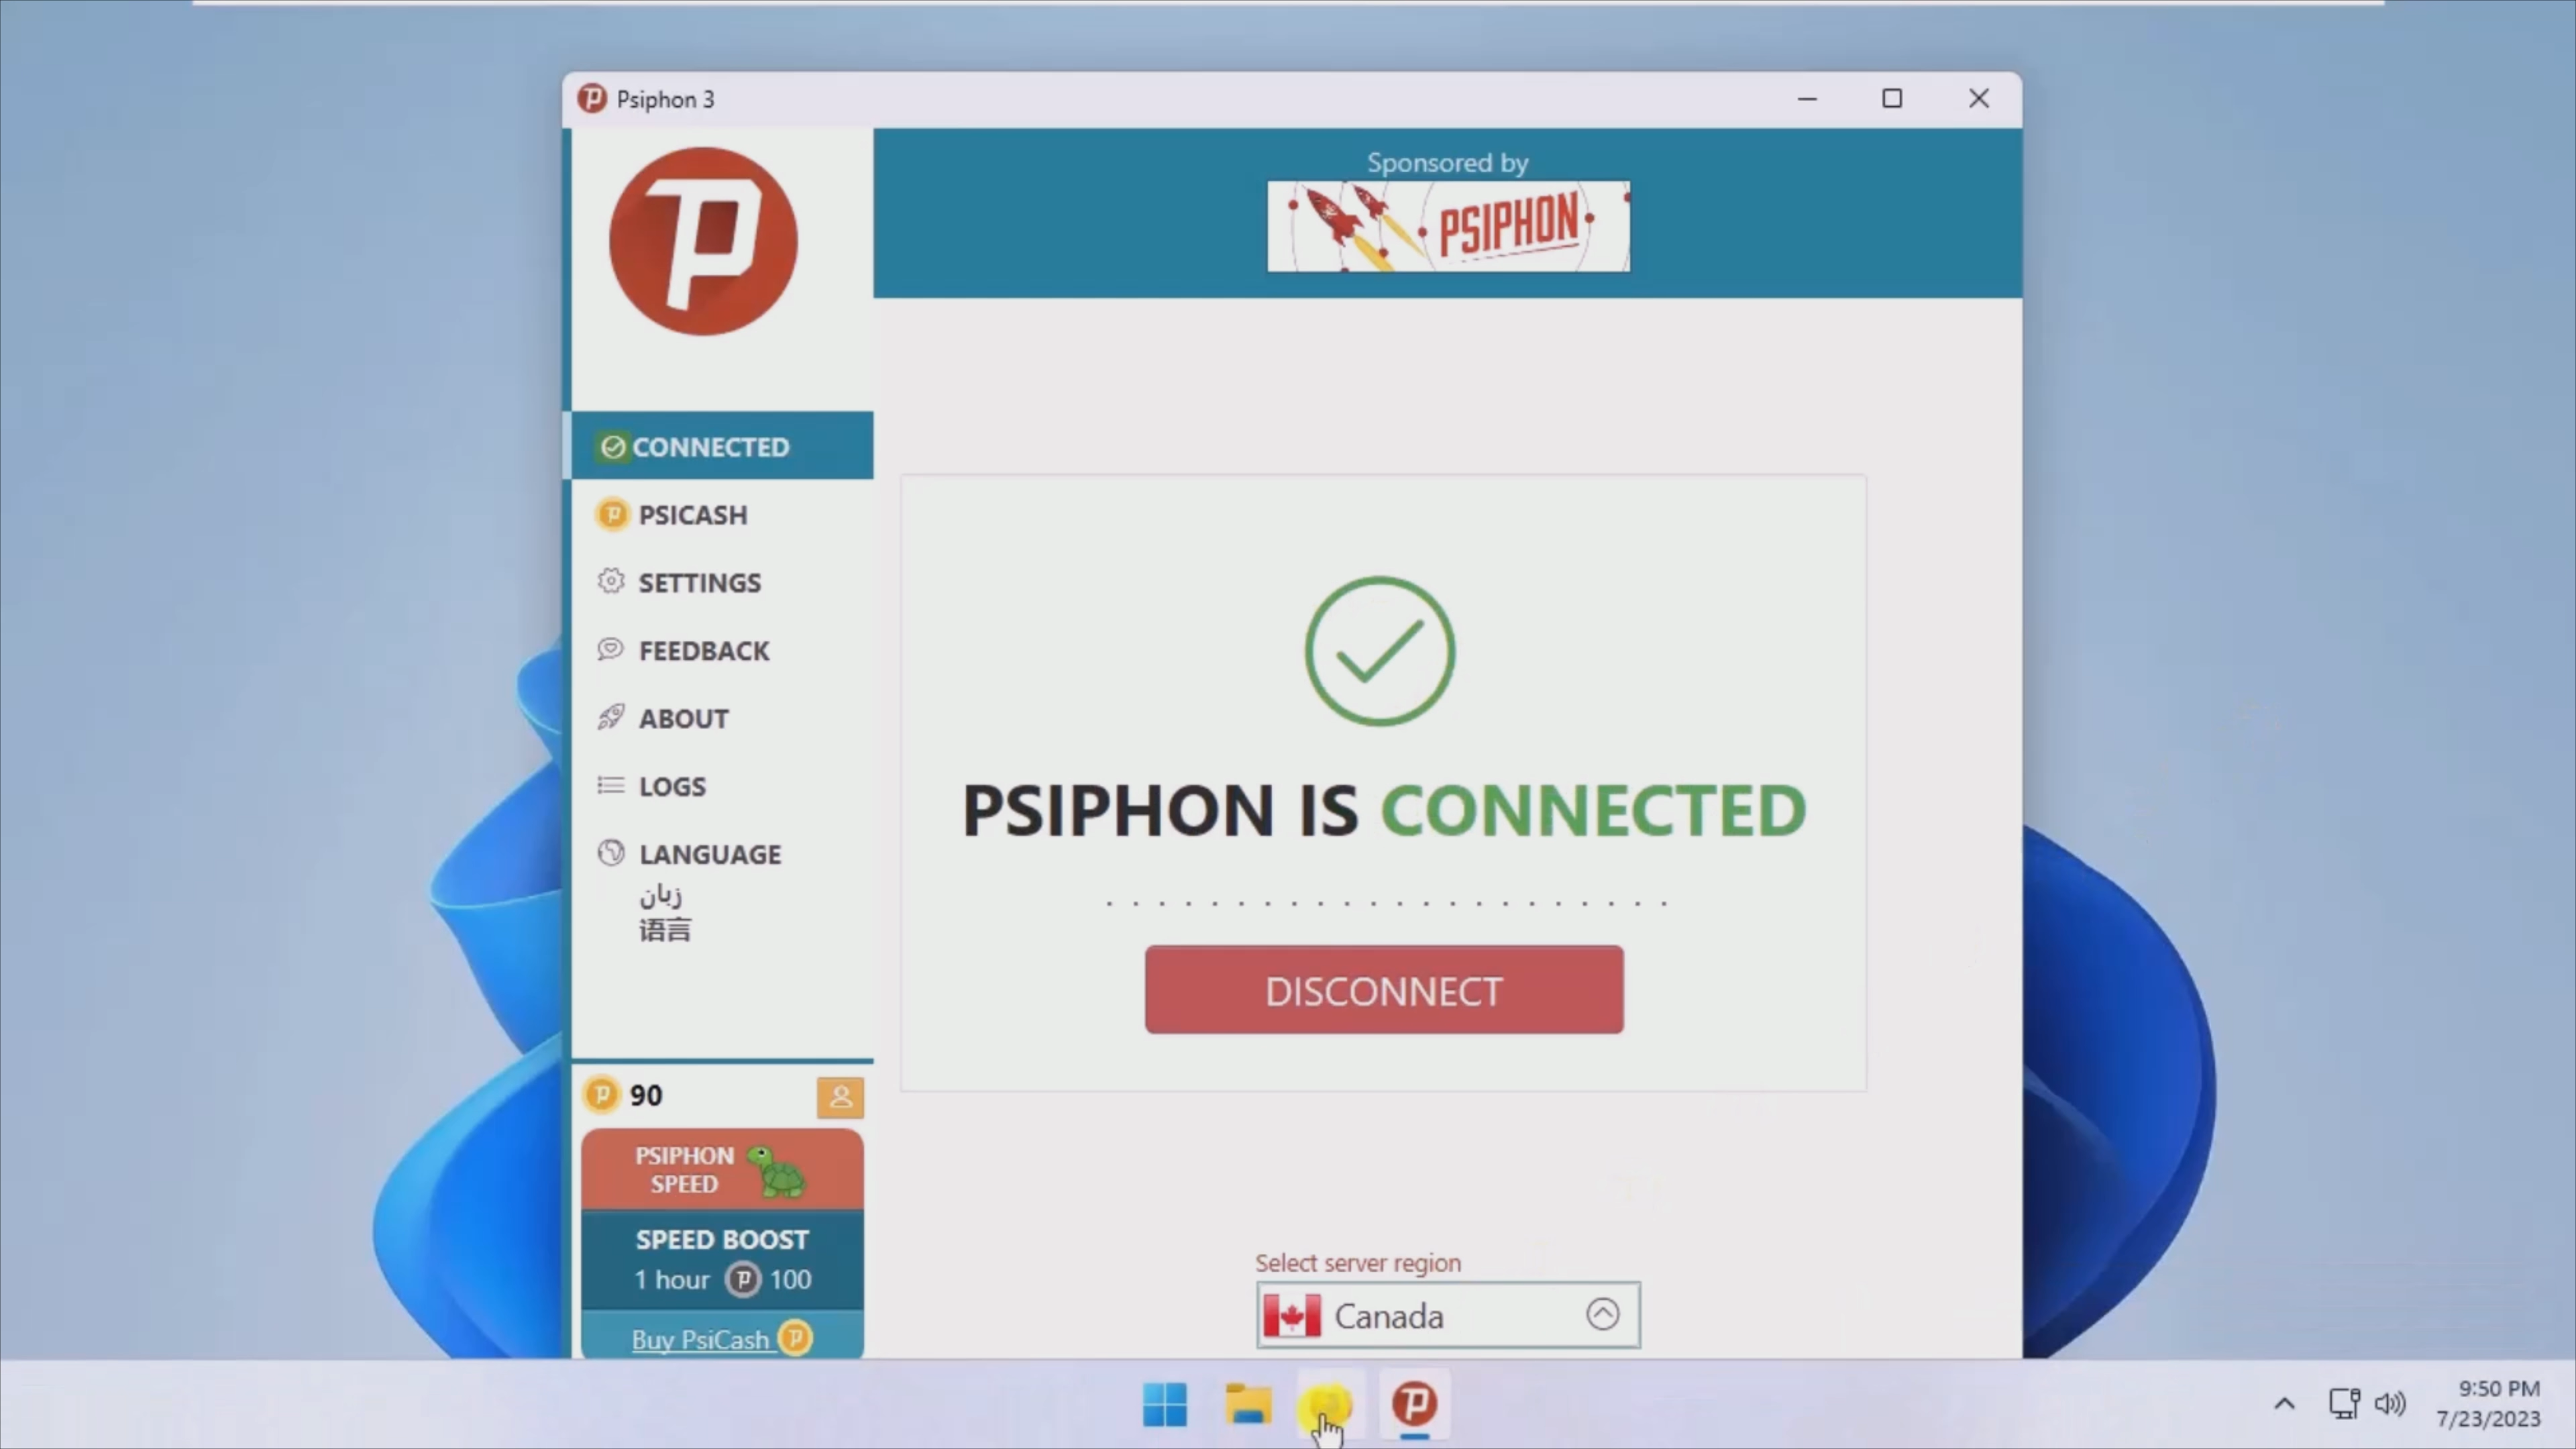 Psiphon 3
Sponsored by
PSIPHON
CONNECTED
PSICASH
SETTINGS
FEEDBACK
ABOUT
LOGS
LANGUAGE
زبان
语言
PSIPHON IS CONNECTED
DISCONNECT
90
PSIPHON
SPEED
SPEED BOOST
1 hour P 100
Buy PsiCash
Select server region
Canada
9:50 PM
7/23/2023